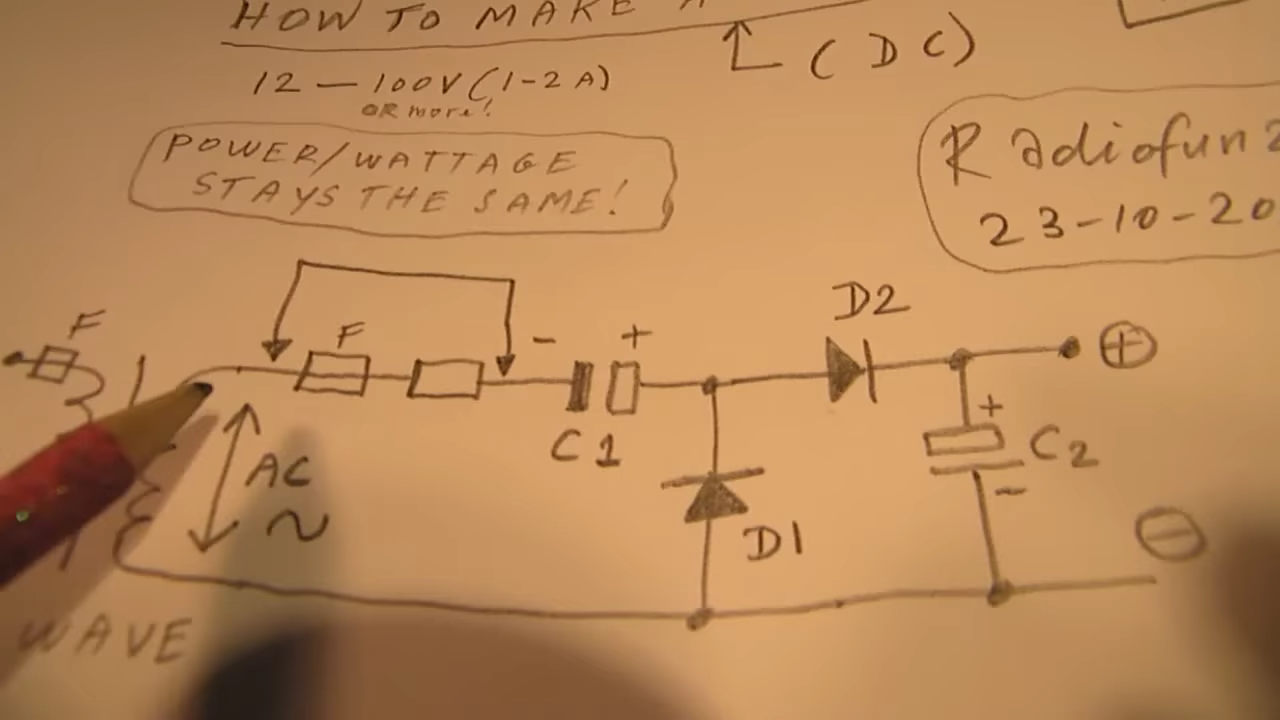 HOW TO MAKE A
(DC)
12 — 100V (1-2 A)
OR more!
POWER/WATTAGE
STAYS THE SAME!
Radiofun
23-10-20
F
F
- +
C1
D2
+
+
C2
-
AC
~
D1
-
WAVE